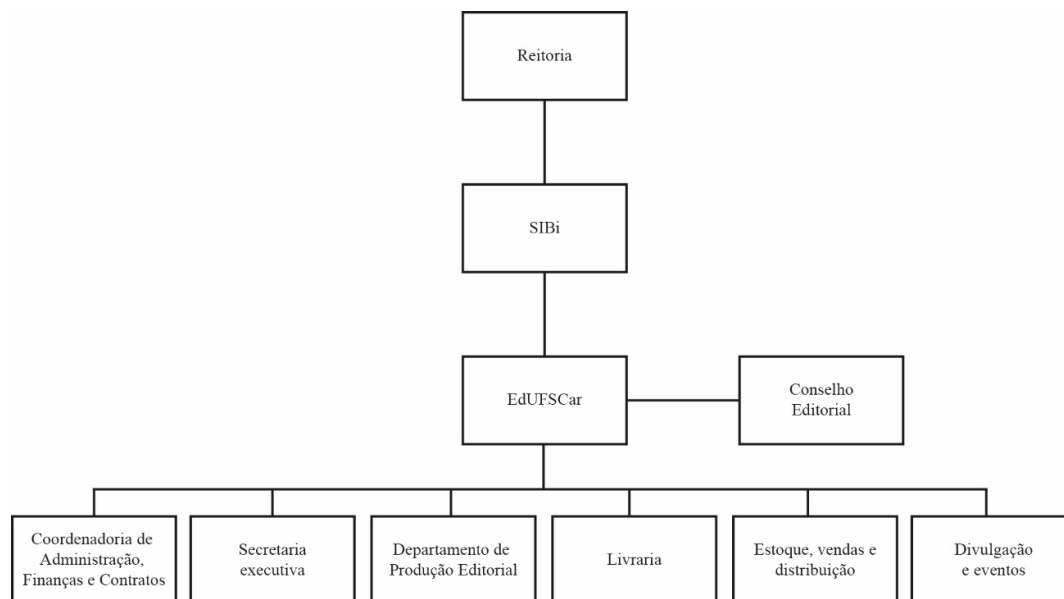 Reitoria
SIBi
EdUFSCar
Conselho
Editorial
Coordenadoria de
Administração,
Finanças e Contratos
Secretaria
executiva
Departamento de
Produção Editorial
Livraria
Estoque, vendas e
distribuição
Divulgação
e eventos